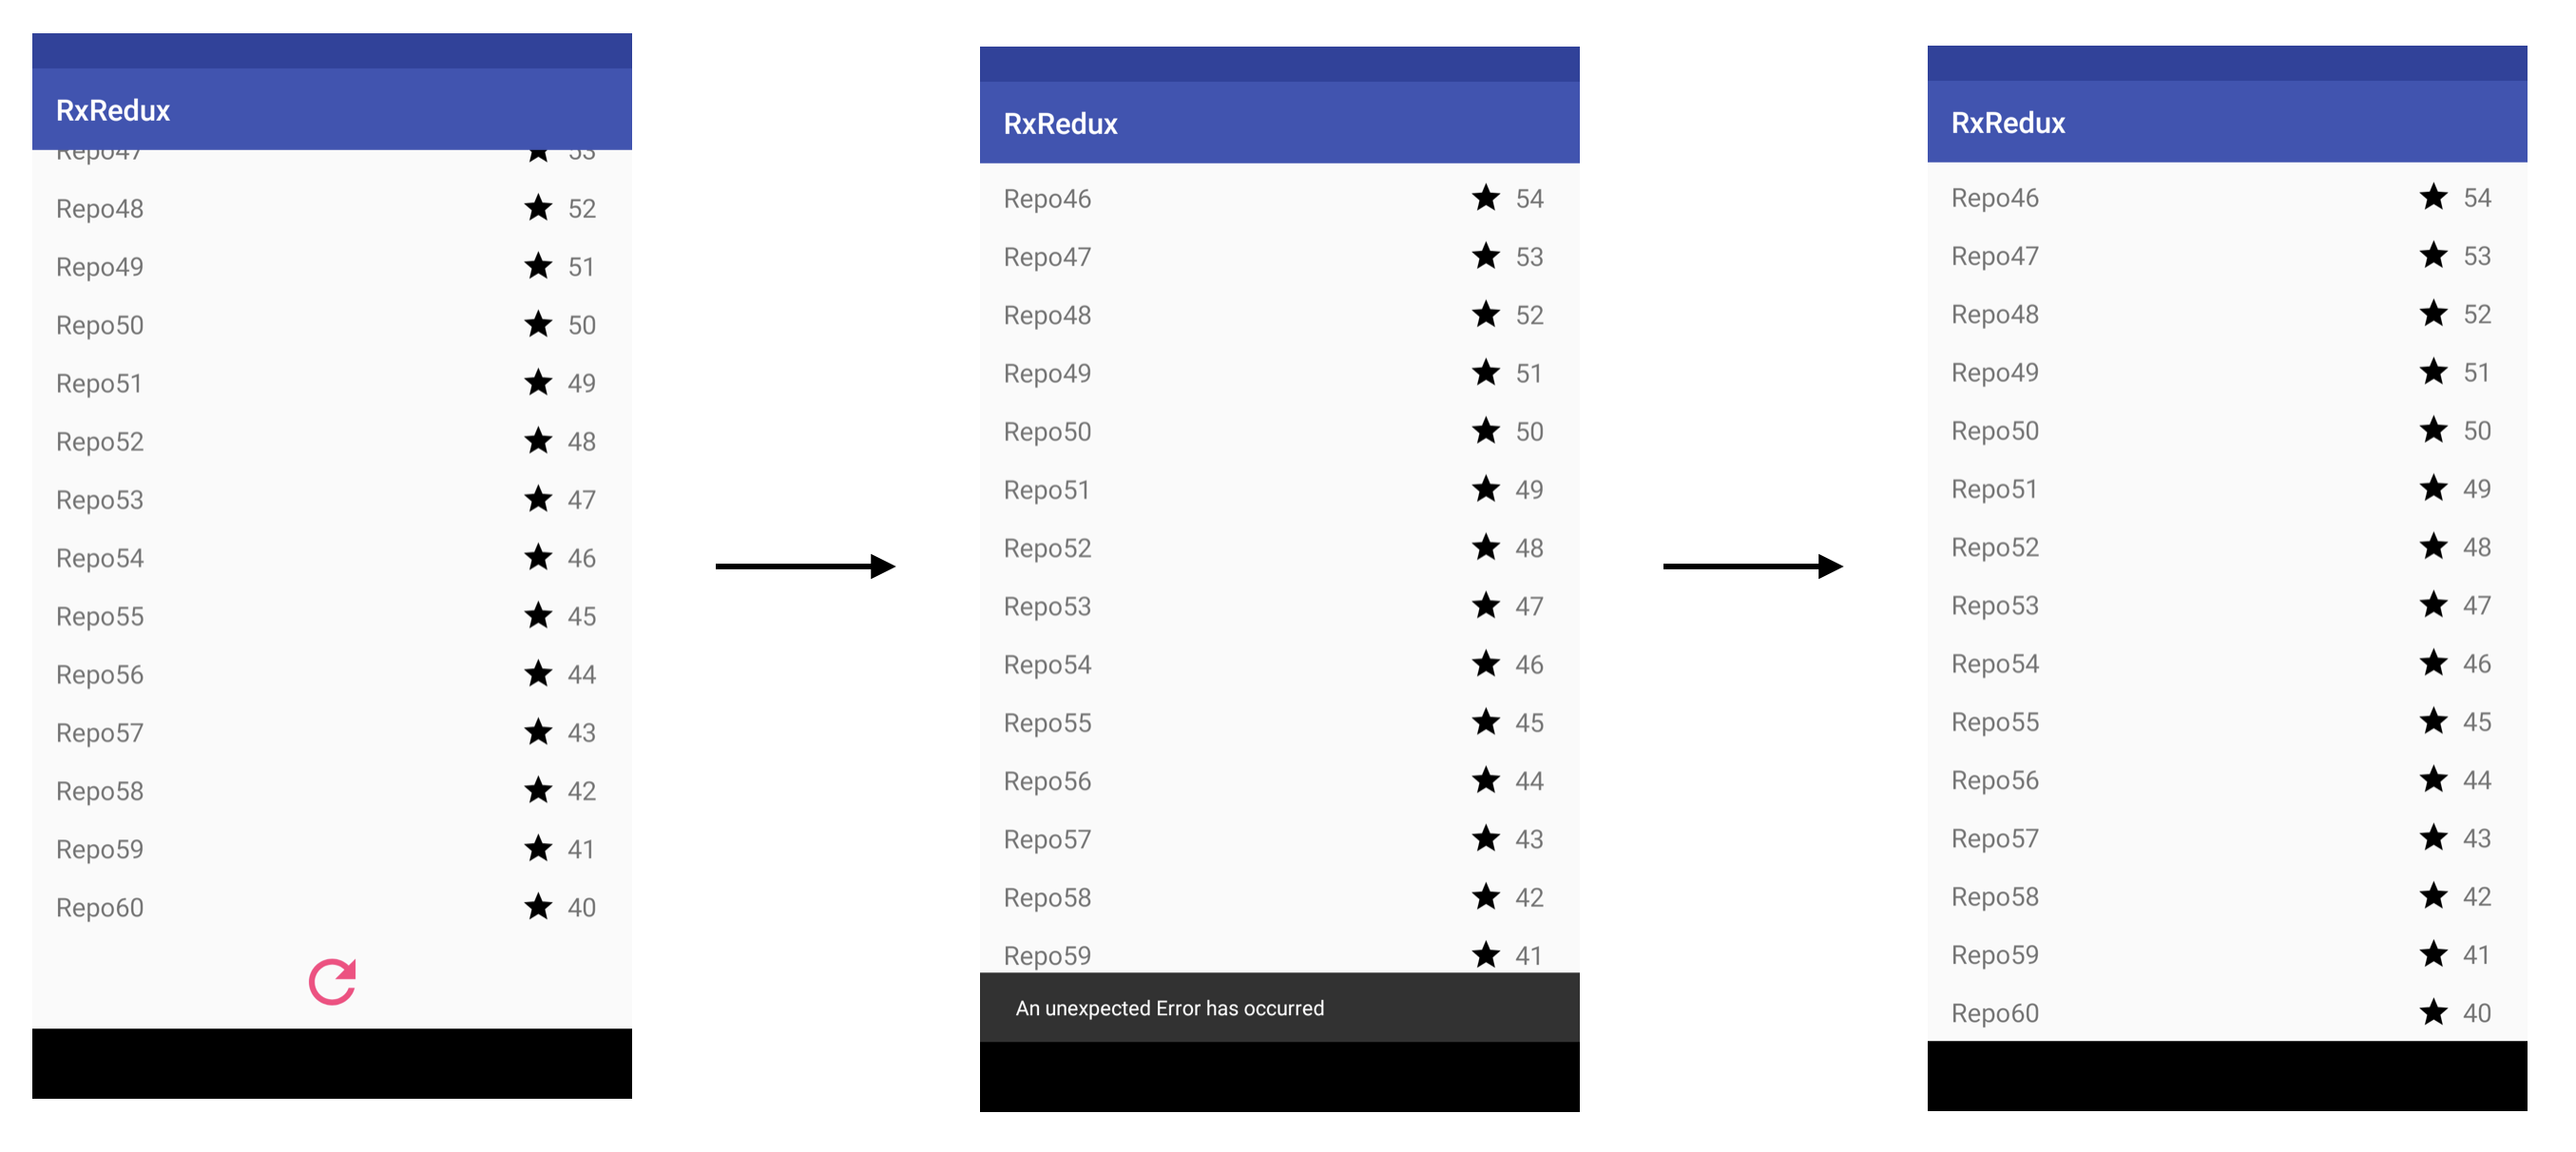 RxRedux
Repo47 53
Repo48 52
Repo49 51
Repo50 50
Repo51 49
Repo52 48
Repo53 47
Repo54 46
Repo55 45
Repo56 44
Repo57 43
Repo58 42
Repo59 41
Repo60 40
RxRedux
Repo46 54
Repo47 53
Repo48 52
Repo49 51
Repo50 50
Repo51 49
Repo52 48
Repo53 47
Repo54 46
Repo55 45
Repo56 44
Repo57 43
Repo58 42
Repo59 41
An unexpected Error has occurred
RxRedux
Repo46 54
Repo47 53
Repo48 52
Repo49 51
Repo50 50
Repo51 49
Repo52 48
Repo53 47
Repo54 46
Repo55 45
Repo56 44
Repo57 43
Repo58 42
Repo59 41
Repo60 40